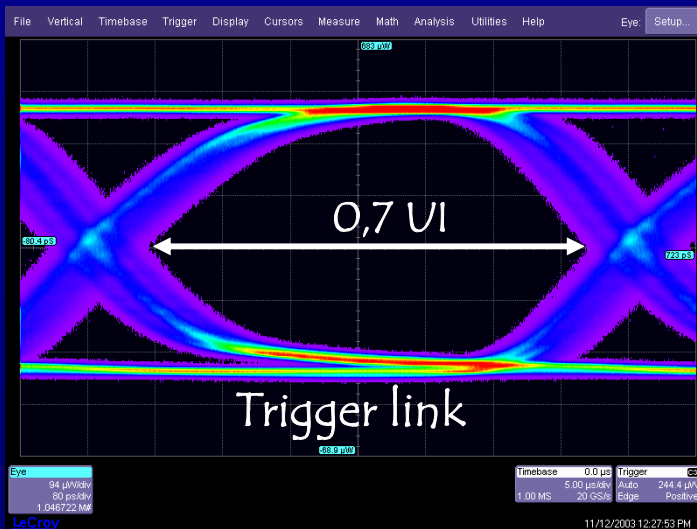 File Vertical Timebase Trigger Display Cursors Measure Math Analysis Utilities Help Eye: Setup...
683 µW
0,7 UI
-80.4 ps
723 ps
Trigger link
-68.9 µW
Eye
94 µW/div
80 ps/div
1.046722 M#
Timebase 0.0 µs
5.00 µs/div
1.00 MS 20 GS/s
Trigger C3
Auto 244.4 µW
Edge Positive
LeCroy
11/12/2003 12:27:53 PM